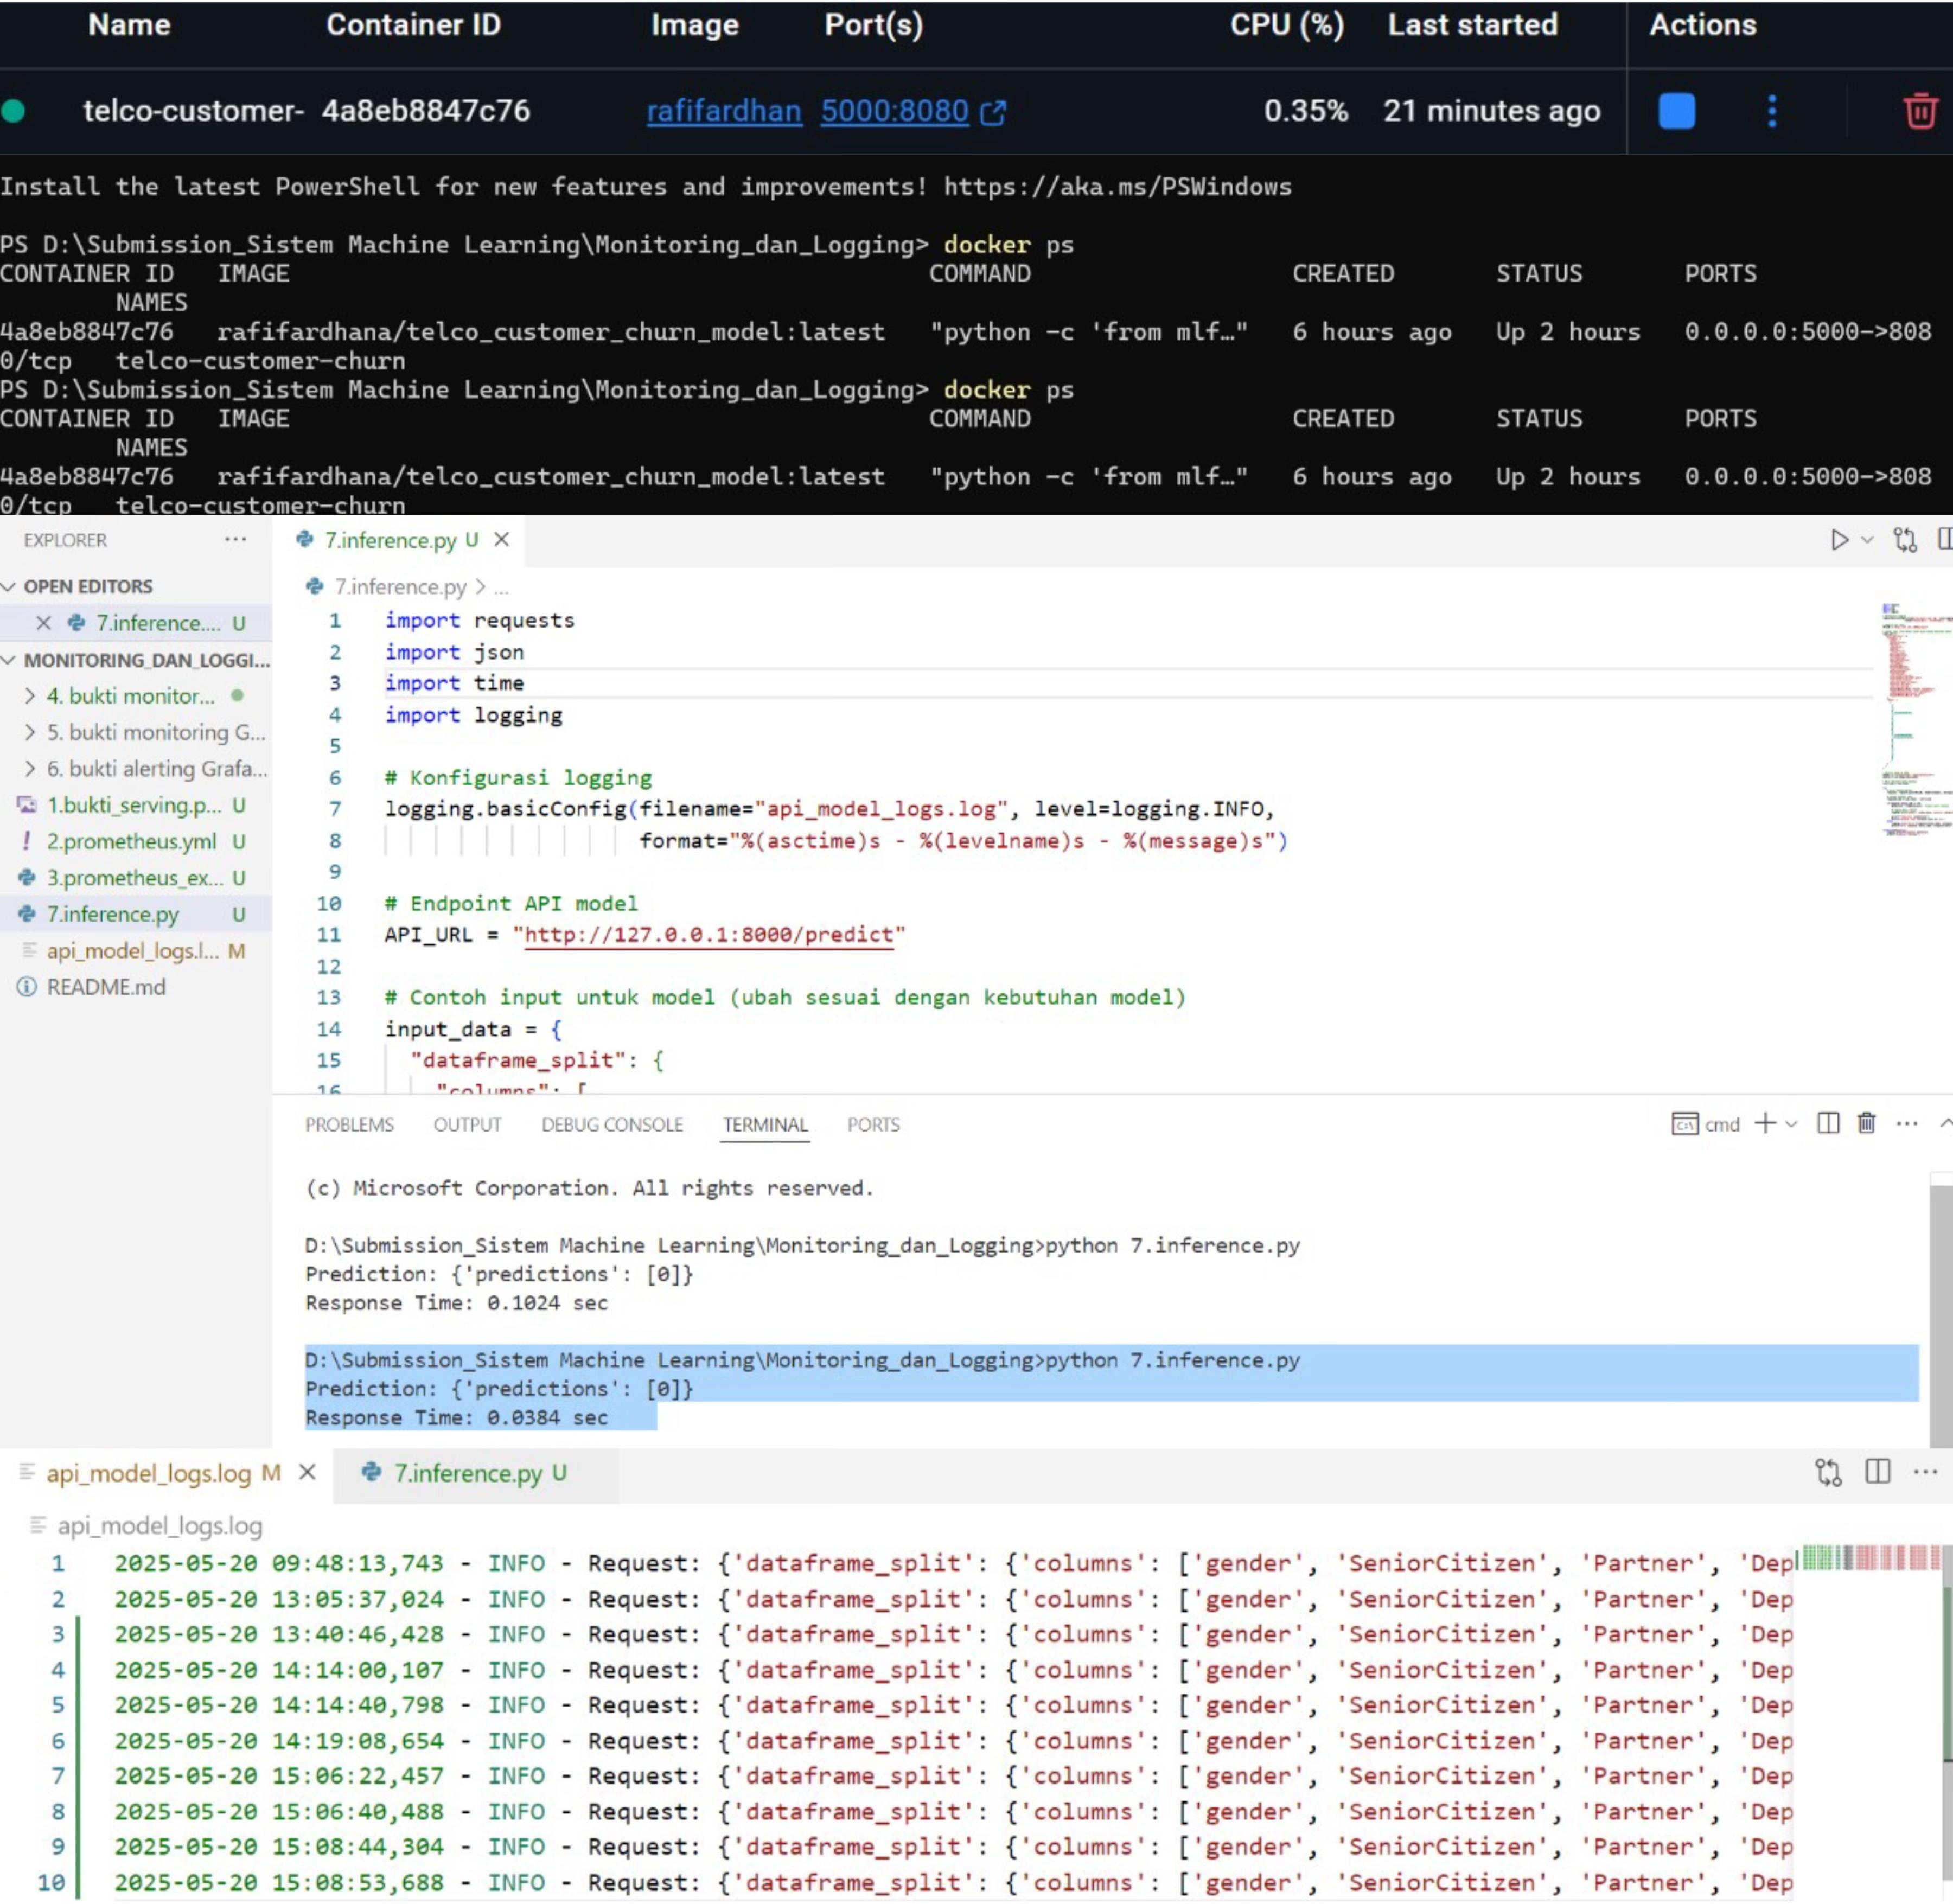 Name Container ID Image Port(s) CPU (%) Last started Actions
telco-customer- 4a8eb8847c76 rafifardhan 5000:8080 0.35% 21 minutes ago
Install the latest PowerShell for new features and improvements! https://aka.ms/PSWindows
PS D:\Submission_Sistem Machine Learning\Monitoring_dan_Logging> docker ps
CONTAINER ID IMAGE COMMAND CREATED STATUS PORTS
NAMES
4a8eb8847c76 rafifardhana/telco_customer_churn_model:latest "python -c 'from mlf…" 6 hours ago Up 2 hours 0.0.0.0:5000->808
0/tcp telco-customer-churn
PS D:\Submission_Sistem Machine Learning\Monitoring_dan_Logging> docker ps
CONTAINER ID IMAGE COMMAND CREATED STATUS PORTS
NAMES
4a8eb8847c76 rafifardhana/telco_customer_churn_model:latest "python -c 'from mlf…" 6 hours ago Up 2 hours 0.0.0.0:5000->808
0/tcp telco-customer-churn
EXPLORER ...
OPEN EDITORS
7.inference.... U
MONITORING_DAN_LOGGI...
4. bukti monitor...
5. bukti monitoring G...
6. bukti alerting Grafa...
1.bukti_serving.p... U
2.prometheus.yml U
3.prometheus_ex... U
7.inference.py U
api_model_logs.l... M
README.md
7.inference.py U
7.inference.py > ...
1 import requests
2 import json
3 import time
4 import logging
5
6 # Konfigurasi logging
7 logging.basicConfig(filename="api_model_logs.log", level=logging.INFO,
8 format="%(asctime)s - %(levelname)s - %(message)s")
9
10 # Endpoint API model
11 API_URL = "http://127.0.0.1:8000/predict"
12
13 # Contoh input untuk model (ubah sesuai dengan kebutuhan model)
14 input_data = {
15 "dataframe_split": {
16 "columns": [
PROBLEMS OUTPUT DEBUG CONSOLE TERMINAL PORTS cmd
(c) Microsoft Corporation. All rights reserved.
D:\Submission_Sistem Machine Learning\Monitoring_dan_Logging>python 7.inference.py
Prediction: {'predictions': [0]}
Response Time: 0.1024 sec
D:\Submission_Sistem Machine Learning\Monitoring_dan_Logging>python 7.inference.py
Prediction: {'predictions': [0]}
Response Time: 0.0384 sec
api_model_logs.log M 7.inference.py U
api_model_logs.log
1 2025-05-20 09:48:13,743 - INFO - Request: {'dataframe_split': {'columns': ['gender', 'SeniorCitizen', 'Partner', 'Dep
2 2025-05-20 13:05:37,024 - INFO - Request: {'dataframe_split': {'columns': ['gender', 'SeniorCitizen', 'Partner', 'Dep
3 2025-05-20 13:40:46,428 - INFO - Request: {'dataframe_split': {'columns': ['gender', 'SeniorCitizen', 'Partner', 'Dep
4 2025-05-20 14:14:00,107 - INFO - Request: {'dataframe_split': {'columns': ['gender', 'SeniorCitizen', 'Partner', 'Dep
5 2025-05-20 14:14:40,798 - INFO - Request: {'dataframe_split': {'columns': ['gender', 'SeniorCitizen', 'Partner', 'Dep
6 2025-05-20 14:19:08,654 - INFO - Request: {'dataframe_split': {'columns': ['gender', 'SeniorCitizen', 'Partner', 'Dep
7 2025-05-20 15:06:22,457 - INFO - Request: {'dataframe_split': {'columns': ['gender', 'SeniorCitizen', 'Partner', 'Dep
8 2025-05-20 15:06:40,488 - INFO - Request: {'dataframe_split': {'columns': ['gender', 'SeniorCitizen', 'Partner', 'Dep
9 2025-05-20 15:08:44,304 - INFO - Request: {'dataframe_split': {'columns': ['gender', 'SeniorCitizen', 'Partner', 'Dep
10 2025-05-20 15:08:53,688 - INFO - Request: {'dataframe_split': {'columns': ['gender', 'SeniorCitizen', 'Partner', 'Dep